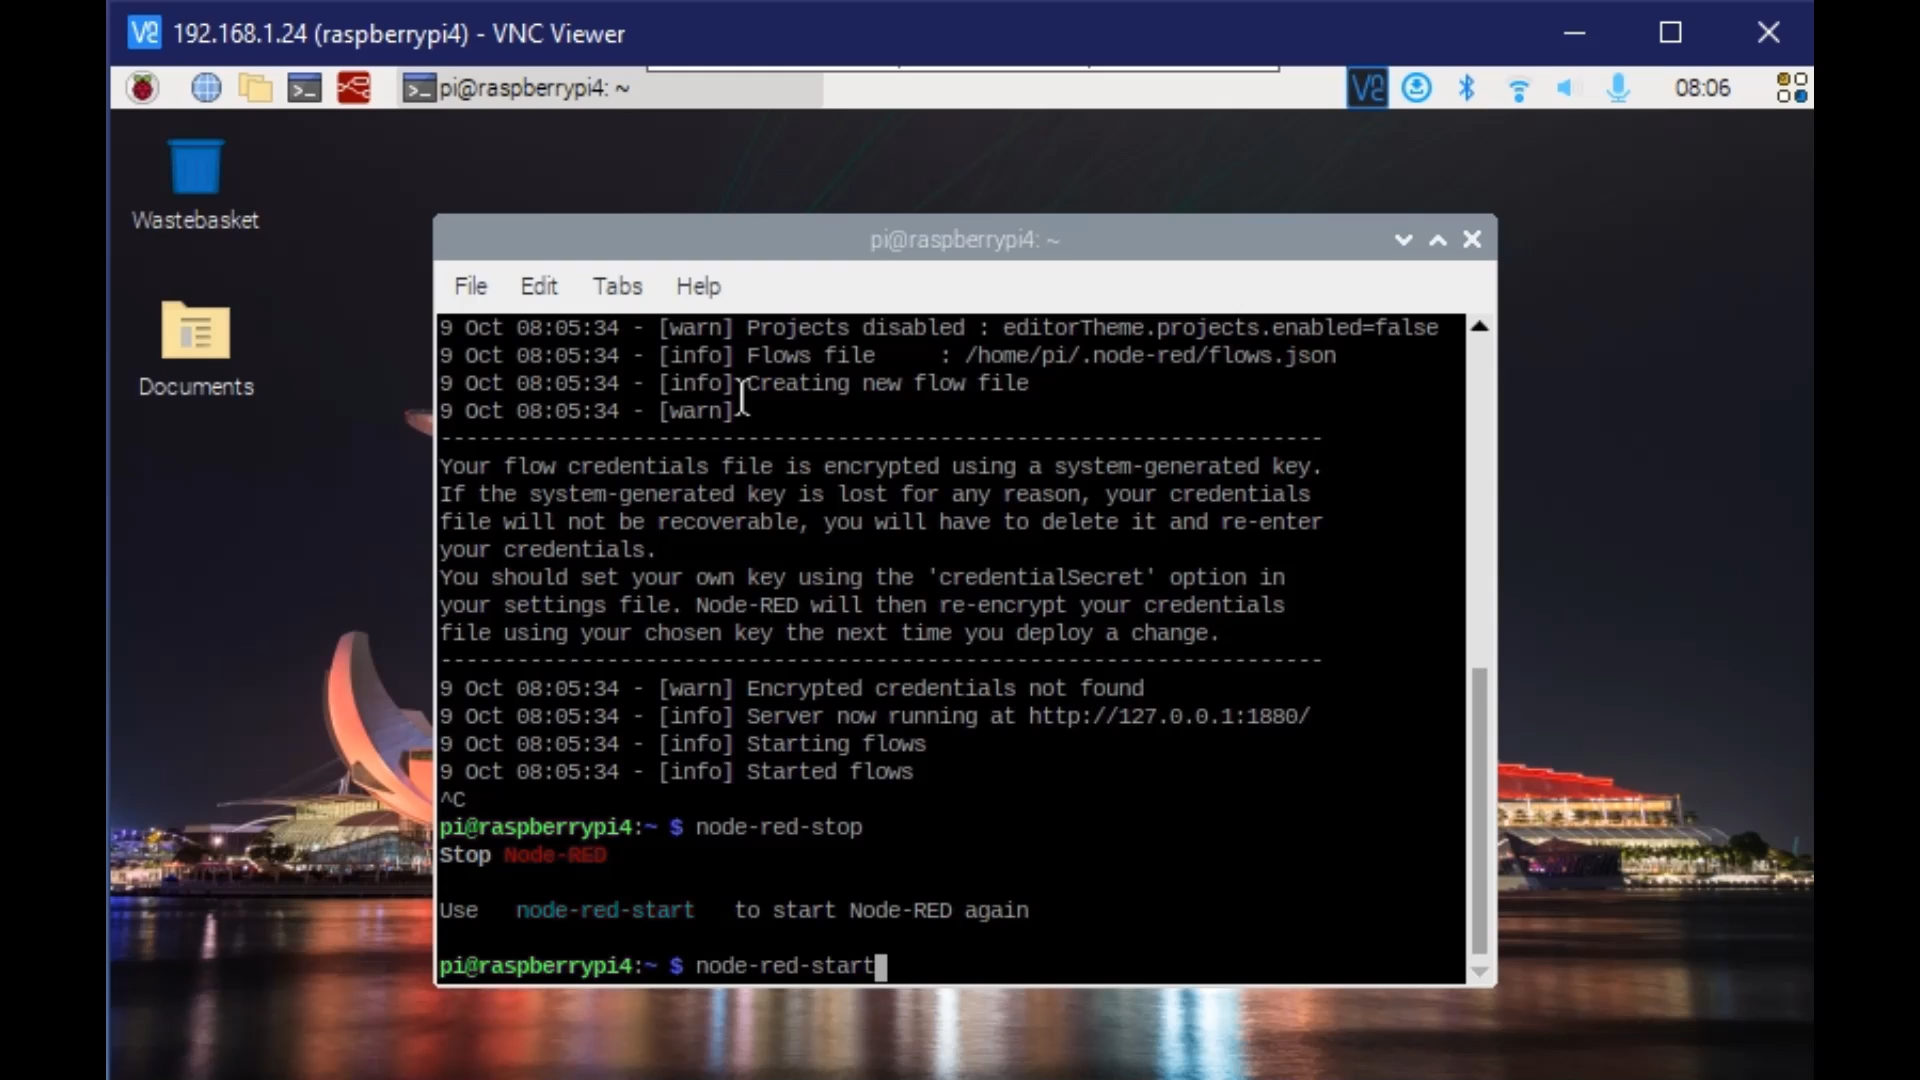 192.168.1.24 (raspberrypi4) - VNC Viewer
pi@raspberrypi4: ~
08:06
Wastebasket
Documents
pi@raspberrypi4: ~
File Edit Tabs Help
9 Oct 08:05:34 - [warn] Projects disabled : editorTheme.projects.enabled=false
9 Oct 08:05:34 - [info] Flows file     : /home/pi/.node-red/flows.json
9 Oct 08:05:34 - [info] Creating new flow file
9 Oct 08:05:34 - [warn]
---------------------------------------------------------------------
Your flow credentials file is encrypted using a system-generated key.
If the system-generated key is lost for any reason, your credentials
file will not be recoverable, you will have to delete it and re-enter
your credentials.
You should set your own key using the 'credentialSecret' option in
your settings file. Node-RED will then re-encrypt your credentials
file using your chosen key the next time you deploy a change.
---------------------------------------------------------------------
9 Oct 08:05:34 - [warn] Encrypted credentials not found
9 Oct 08:05:34 - [info] Server now running at http://127.0.0.1:1880/
9 Oct 08:05:34 - [info] Starting flows
9 Oct 08:05:34 - [info] Started flows
^C
pi@raspberrypi4:~ $ node-red-stop
Stop Node-RED
Use   node-red-start   to start Node-RED again
pi@raspberrypi4:~ $ node-red-start